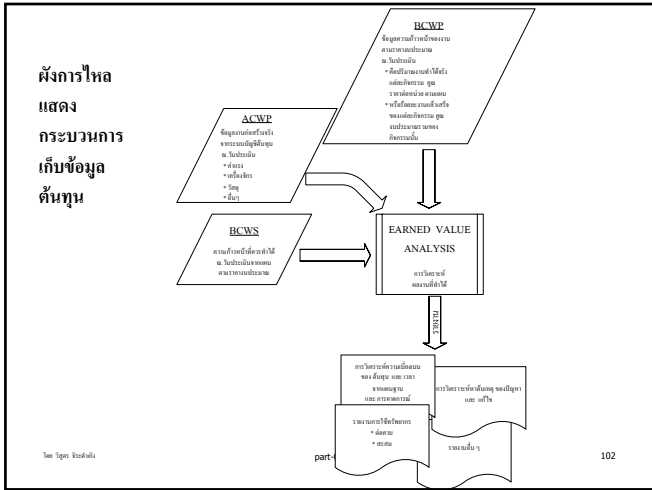 ผังการไหล
แสดง
กระบวนการ
เก็บข้อมูล
ต้นทุน
BCWP
ข้อมูลความก้าวหน้าของงาน
ตามราคางบประมาณ
ณ.วันประเมิน
* คือปริมาณงานทำได้จริง
แต่ละกิจกรรม คูณ
ราคาต่อหน่วย ตามแผน
* หรือร้อยละงานแล้วเสร็จ
ของแต่ละกิจกรรม คูณ
งบประมาณรวมของ
กิจกรรมนั้น
ACWP
ข้อมูลงานก่อสร้างจริง
จากระบบบัญชีต้นทุน
ณ.วันประเมิน
* ค่าแรง
* เครื่องจักร
* วัสดุ
* อื่นๆ
BCWS
ความก้าวหน้าที่ควรทำได้
ณ.วันประเมินจากแผน
ตามราคางบประมาณ
EARNED VALUE
ANALYSIS
การวิเคราะห์
ผลงานที่ทำได้
รายงาน
การวิเคราะห์ความเบี่ยงเบน
ของ ต้นทุน และ เวลา
จากแผนฐาน
และ การคาดการณ์
การวิเคราะห์หาต้นเหตุ ของปัญหา
และ แก้ไข
รายงานการใช้ทรัพยากร
* ต่อคาบ
* สะสม
รายงานอื่น ๆ
โดย วิสูตร จิระดำเกิง
part-
102